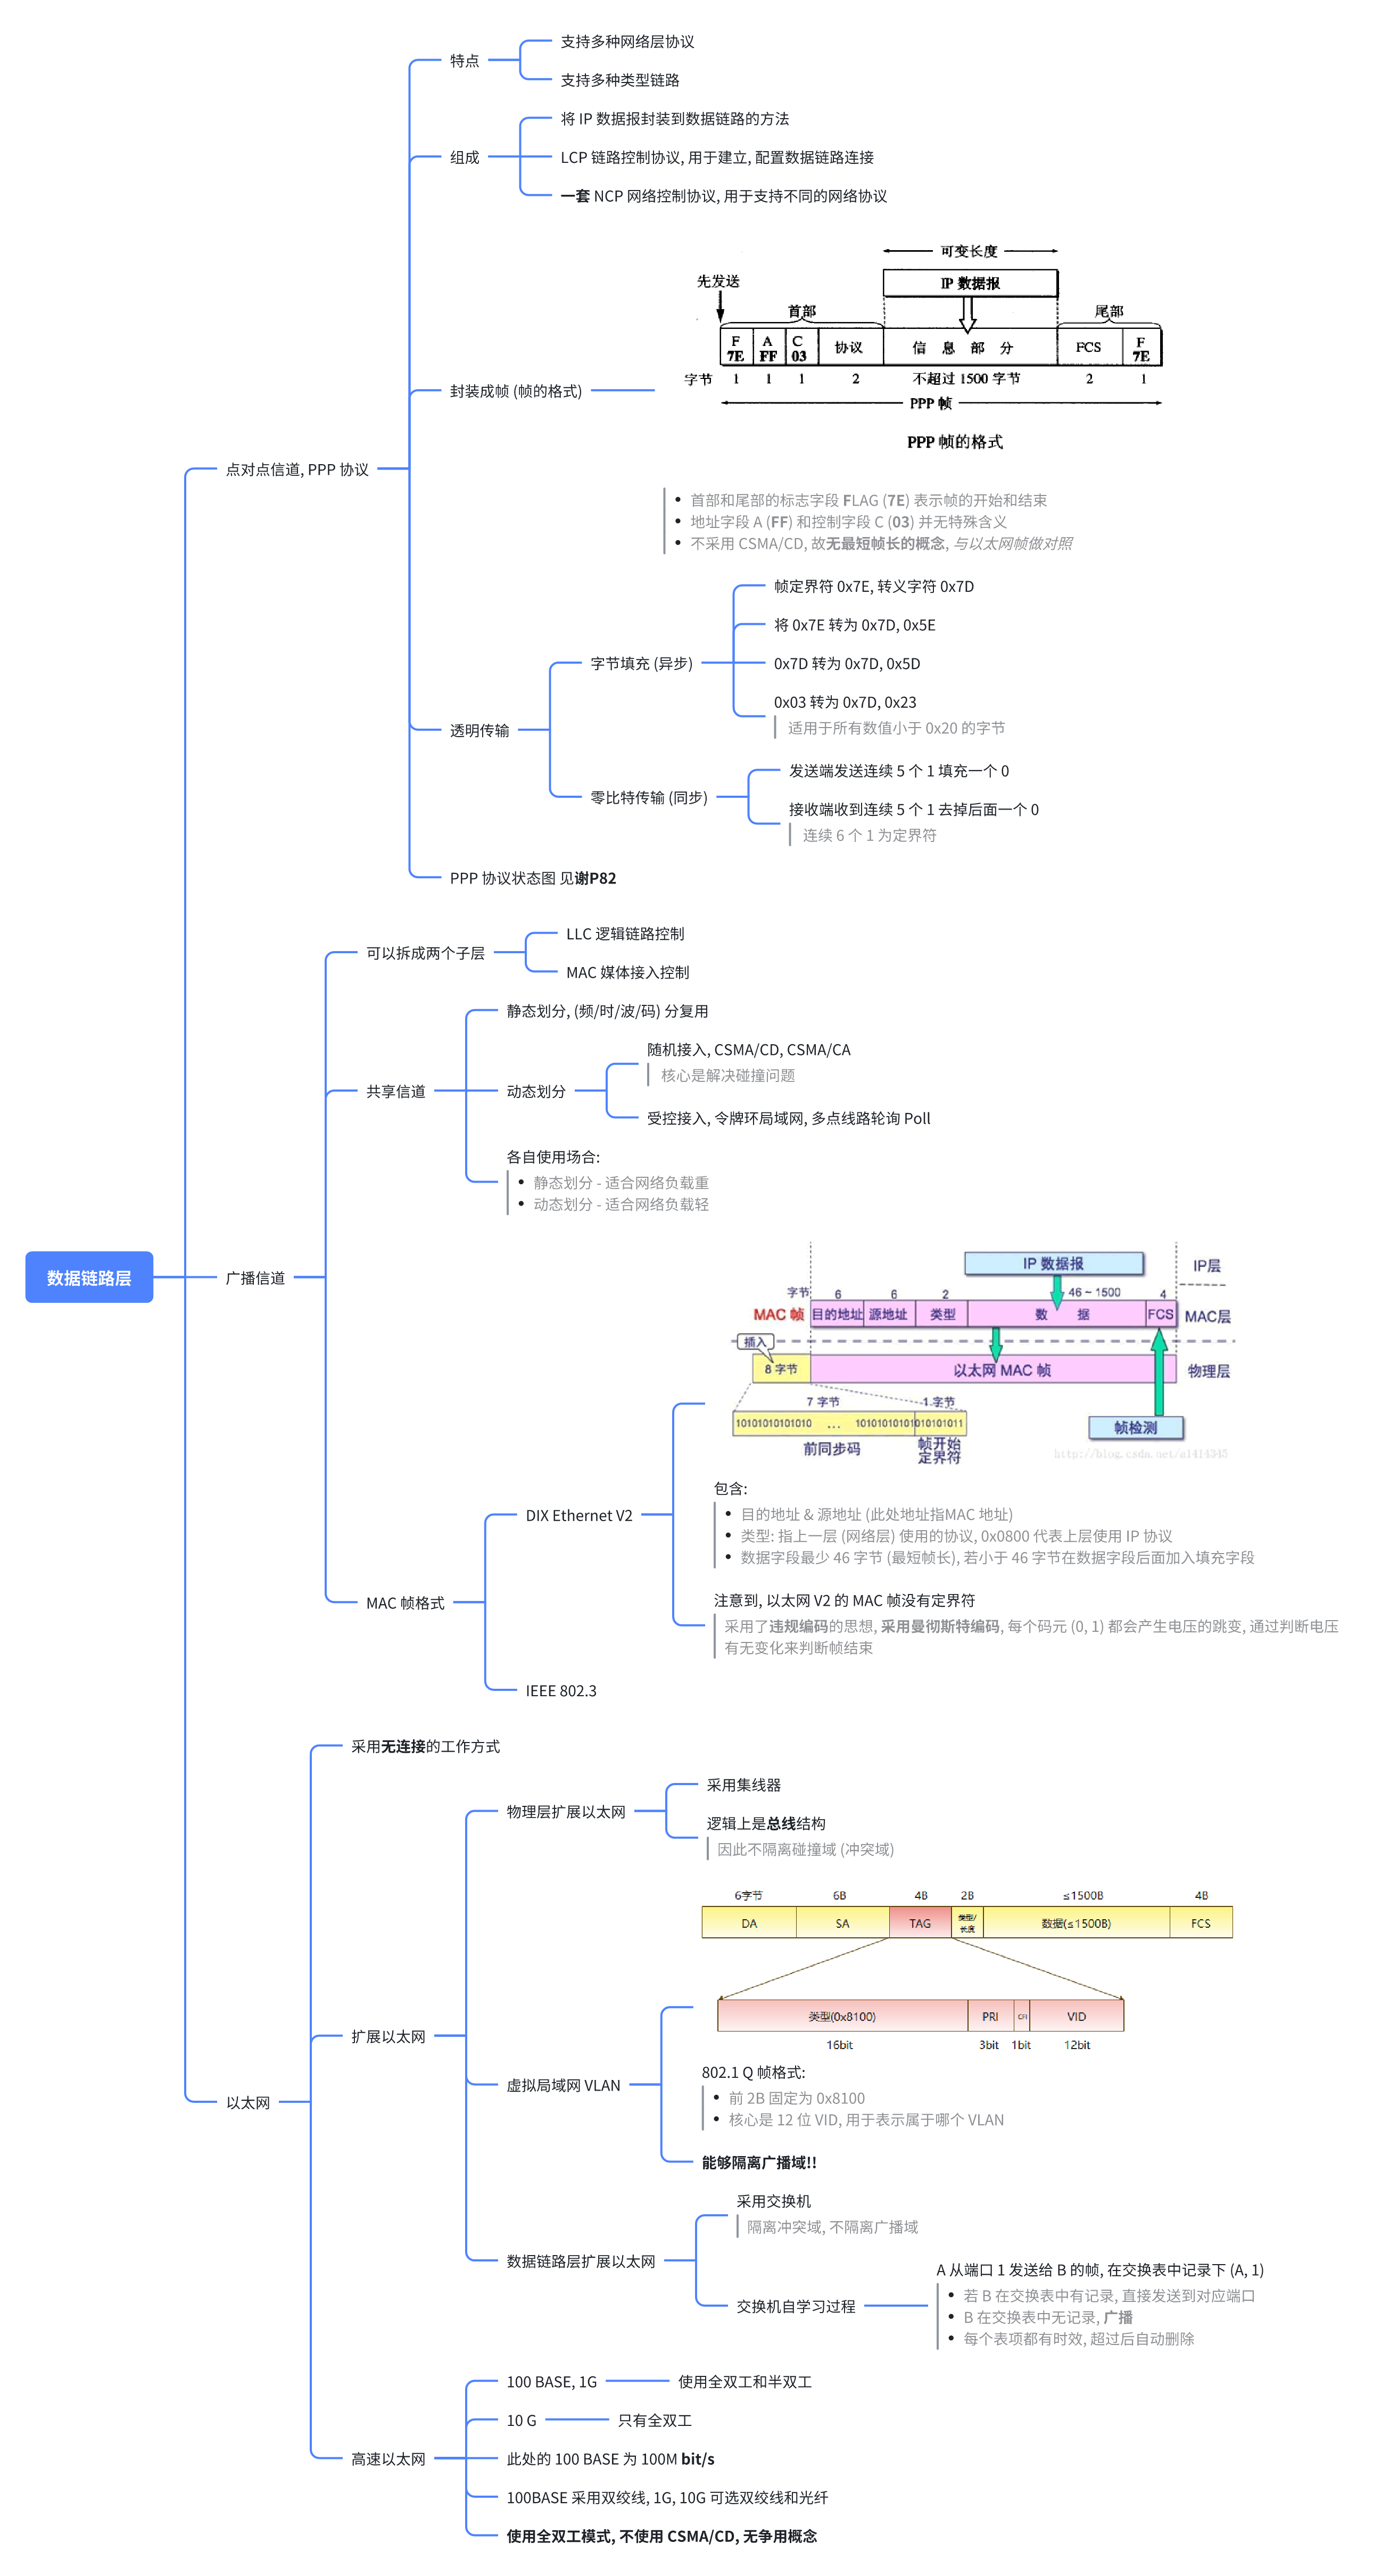 支持多种网络层协议
特点
支持多种类型链路
将 IP 数据报封装到数据链路的方法
组成
LCP 链路控制协议, 用于建立, 配置数据链路连接
一套 NCP 网络控制协议, 用于支持不同的网络协议
可变长度
先发送
IP 数据报
首部
尾部
F A C
7E FF 03
协议
信 息 部 分
FCS
F
7E
字节 1 1 1 2 不超过 1500 字节 2 1
PPP 帧
PPP 帧的格式
封装成帧 (帧的格式)
点对点信道, PPP 协议
首部和尾部的标志字段 FLAG (7E) 表示帧的开始和结束
地址字段 A (FF) 和控制字段 C (03) 并无特殊含义
不采用 CSMA/CD, 故无最短帧长的概念, 与以太网帧做对照
帧定界符 0x7E, 转义字符 0x7D
将 0x7E 转为 0x7D, 0x5E
字节填充 (异步)
0x7D 转为 0x7D, 0x5D
0x03 转为 0x7D, 0x23
适用于所有数值小于 0x20 的字节
透明传输
发送端发送连续 5 个 1 填充一个 0
零比特传输 (同步)
接收端收到连续 5 个 1 去掉后面一个 0
连续 6 个 1 为定界符
PPP 协议状态图 见谢P82
LLC 逻辑链路控制
可以拆成两个子层
MAC 媒体接入控制
静态划分, (频/时/波/码) 分复用
随机接入, CSMA/CD, CSMA/CA
核心是解决碰撞问题
共享信道
动态划分
受控接入, 令牌环局域网, 多点线路轮询 Poll
各自使用场合:
静态划分 - 适合网络负载重
动态划分 - 适合网络负载轻
数据链路层
广播信道
IP 数据报
IP层
字节 6 6 2 46 ~ 1500 4
MAC 帧 目的地址 源地址 类型 数 据 FCS MAC层
插入
8 字节 以太网 MAC 帧 物理层
7 字节 1 字节
10101010101010 ... 10101010101010101011
前同步码
帧开始
定界符
帧检测
http://blog.csdn.net/a1414345
包含:
目的地址 & 源地址 (此处地址指MAC 地址)
DIX Ethernet V2
类型: 指上一层 (网络层) 使用的协议, 0x0800 代表上层使用 IP 协议
数据字段最少 46 字节 (最短帧长), 若小于 46 字节在数据字段后面加入填充字段
MAC 帧格式
注意到, 以太网 V2 的 MAC 帧没有定界符
采用了违规编码的思想, 采用曼彻斯特编码, 每个码元 (0, 1) 都会产生电压的跳变, 通过判断电压
有无变化来判断帧结束
IEEE 802.3
采用无连接的工作方式
采用集线器
物理层扩展以太网
逻辑上是总线结构
因此不隔离碰撞域 (冲突域)
6字节 6B 4B 2B ≤1500B 4B
DA SA TAG 类型/
长度 数据(≤1500B) FCS
类型(0x8100) PRI CFI VID
16bit 3bit 1bit 12bit
扩展以太网
虚拟局域网 VLAN
802.1 Q 帧格式:
前 2B 固定为 0x8100
核心是 12 位 VID, 用于表示属于哪个 VLAN
以太网
能够隔离广播域!!
采用交换机
隔离冲突域, 不隔离广播域
数据链路层扩展以太网
A 从端口 1 发送给 B 的帧, 在交换表中记录下 (A, 1)
若 B 在交换表中有记录, 直接发送到对应端口
交换机自学习过程
B 在交换表中无记录, 广播
每个表项都有时效, 超过后自动删除
100 BASE, 1G
使用全双工和半双工
10 G
只有全双工
高速以太网
此处的 100 BASE 为 100M bit/s
100BASE 采用双绞线, 1G, 10G 可选双绞线和光纤
使用全双工模式, 不使用 CSMA/CD, 无争用概念